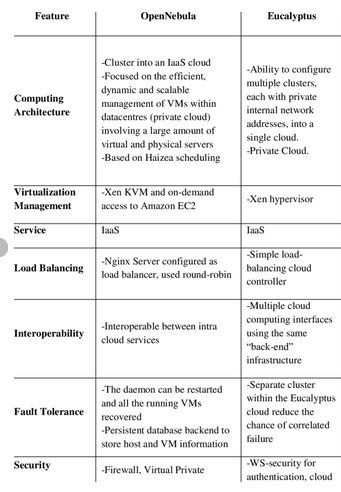 Feature OpenNebula Eucalyptus
Computing
Architecture
-Cluster into an IaaS cloud
-Focused on the efficient,
dynamic and scalable
management of VMs within
datacentres (private cloud)
involving a large amount of
virtual and physical servers
-Based on Haizea scheduling
-Ability to configure
multiple clusters,
each with private
internal network
addresses, into a
single cloud.
-Private Cloud.
Virtualization
Management
-Xen KVM and on-demand
access to Amazon EC2
-Xen hypervisor
Service IaaS IaaS
Load Balancing
-Nginx Server configured as
load balancer, used round-robin
-Simple load-
balancing cloud
controller
Interoperability
-Interoperable between intra
cloud services
-Multiple cloud
computing interfaces
using the same
“back-end”
infrastructure
Fault Tolerance
-The daemon can be restarted
and all the running VMs
recovered
-Persistent database backend to
store host and VM information
-Separate cluster
within the Eucalyptus
cloud reduce the
chance of correlated
failure
Security
-Firewall, Virtual Private
-WS-security for
authentication, cloud